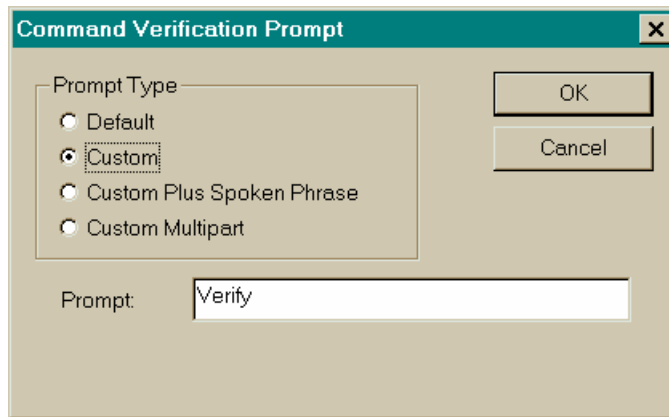 Command Verification Prompt
Prompt Type
Default
Custom
Custom Plus Spoken Phrase
Custom Multipart
OK
Cancel
Prompt: Verify